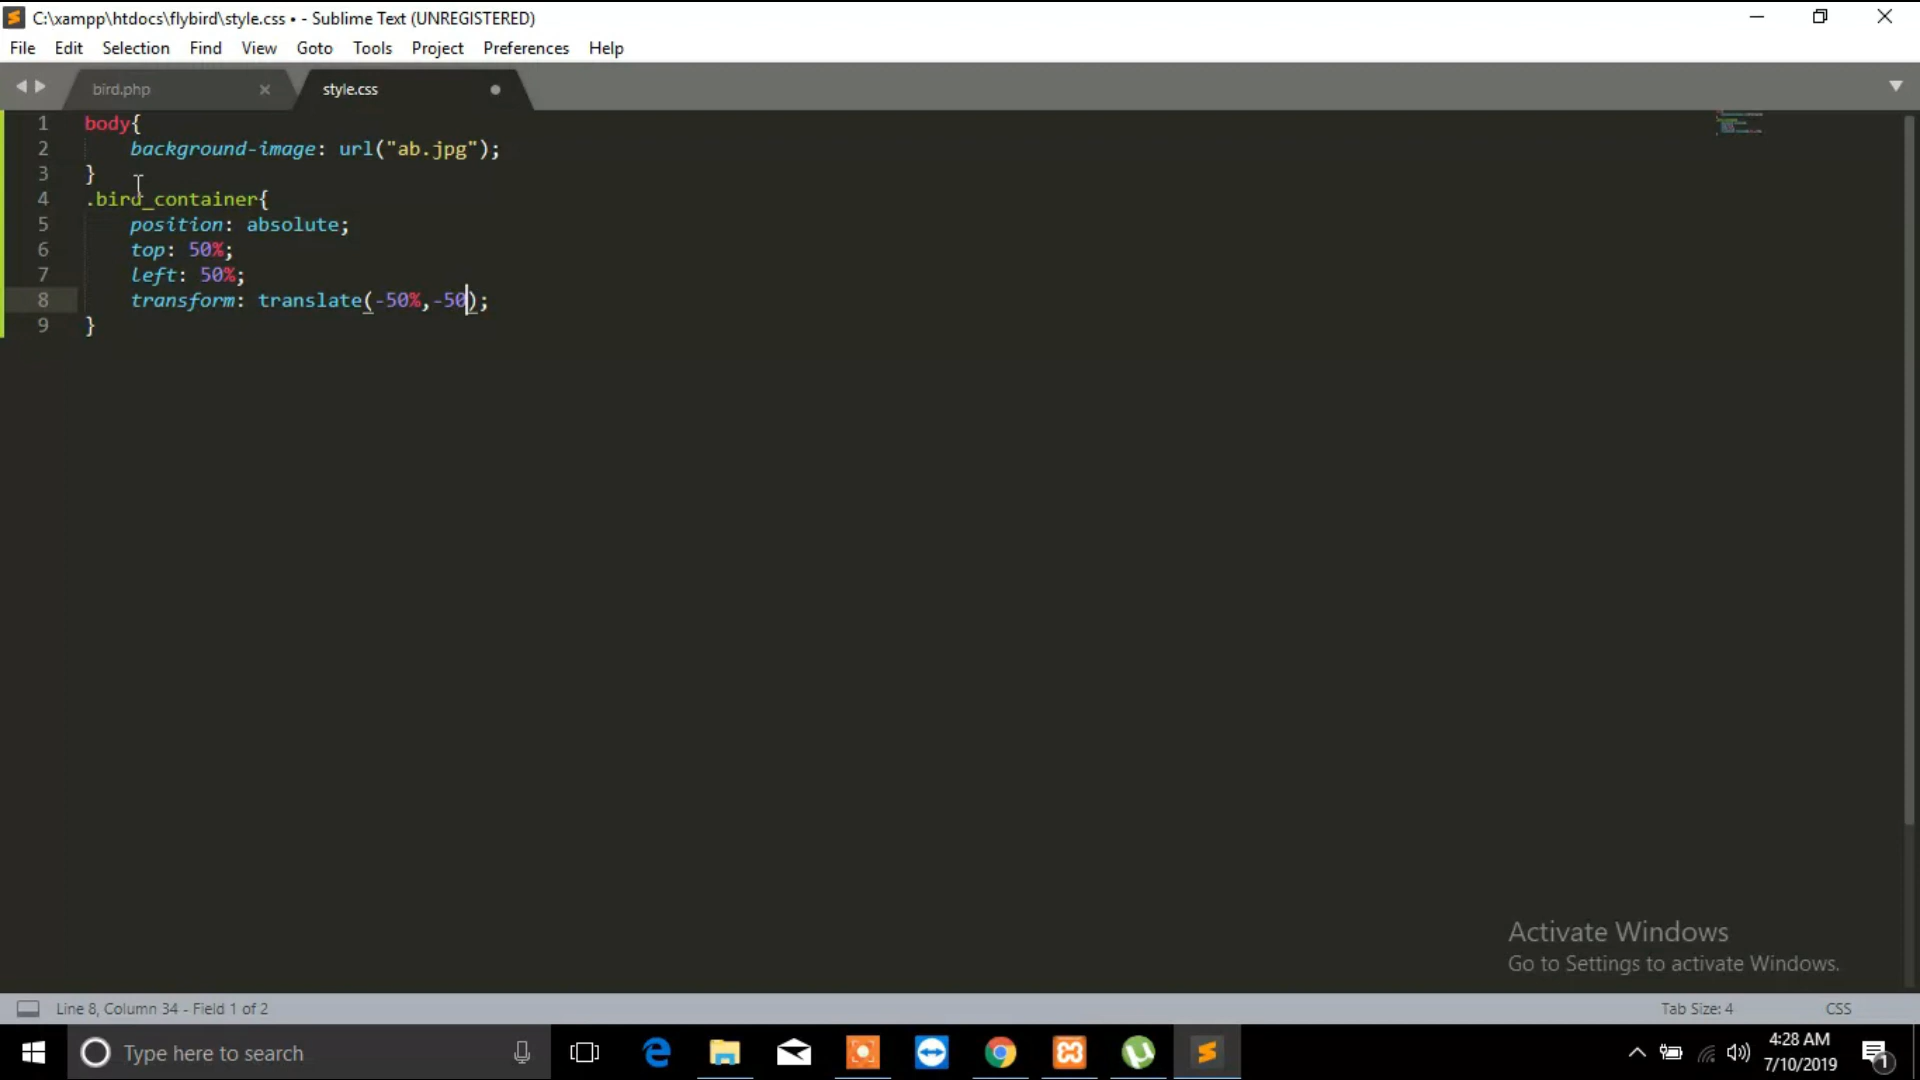 C:\xampp\htdocs\flybird\style.css • - Sublime Text (UNREGISTERED)
File Edit Selection Find View Goto Tools Project Preferences Help
bird.php style.css
1 body{
2 background-image: url("ab.jpg");
3 }
4 .bird_container{
5 position: absolute;
6 top: 50%;
7 left: 50%;
8 transform: translate(-50%,-50);
9 }
Activate Windows
Go to Settings to activate Windows.
Line 8, Column 34 - Field 1 of 2 Tab Size: 4 CSS
Type here to search 4:28 AM
7/10/2019 1